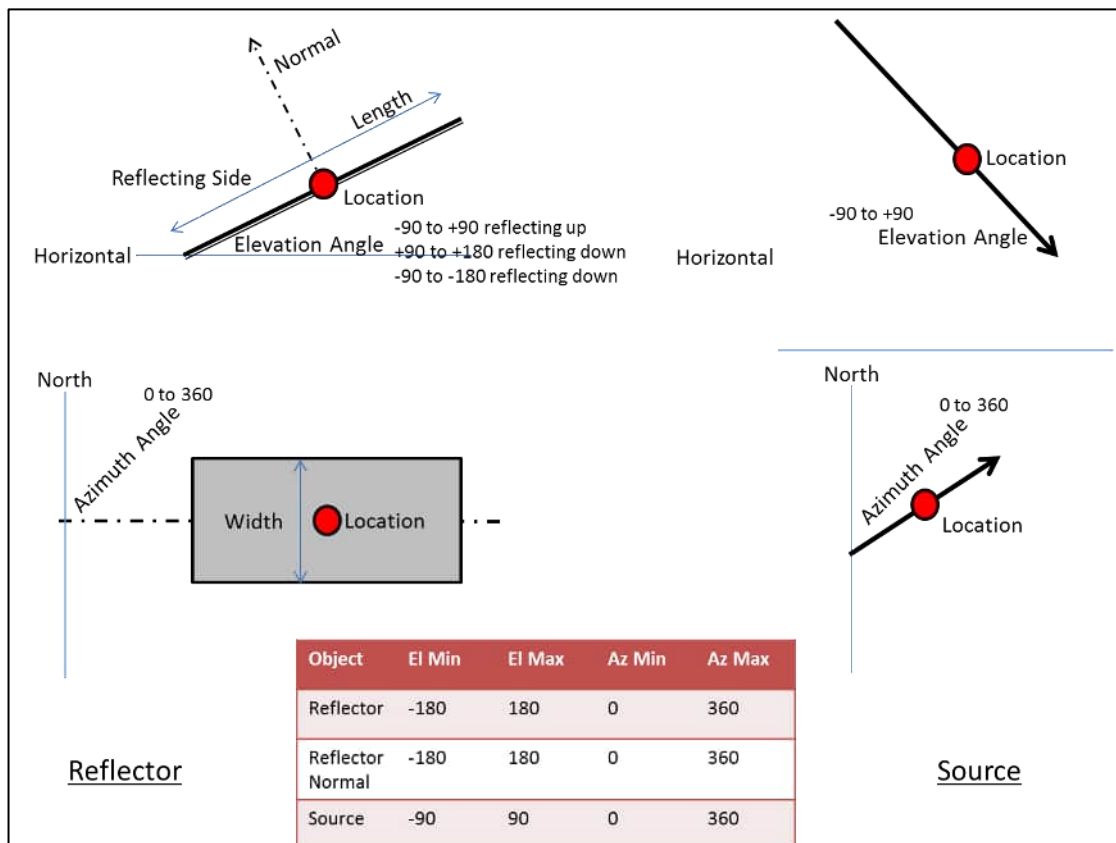 Normal
Length
Reflecting Side
Location
Elevation Angle
-90 to +90 reflecting up
+90 to +180 reflecting down
-90 to -180 reflecting down
Horizontal
Location
-90 to +90
Elevation Angle
Horizontal
North
0 to 360
Azimuth Angle
Width
Location
North
0 to 360
Azimuth Angle
Location
Object El Min El Max Az Min Az Max
Reflector -180 180 0 360
Reflector
Normal -180 180 0 360
Source -90 90 0 360
Reflector
Source